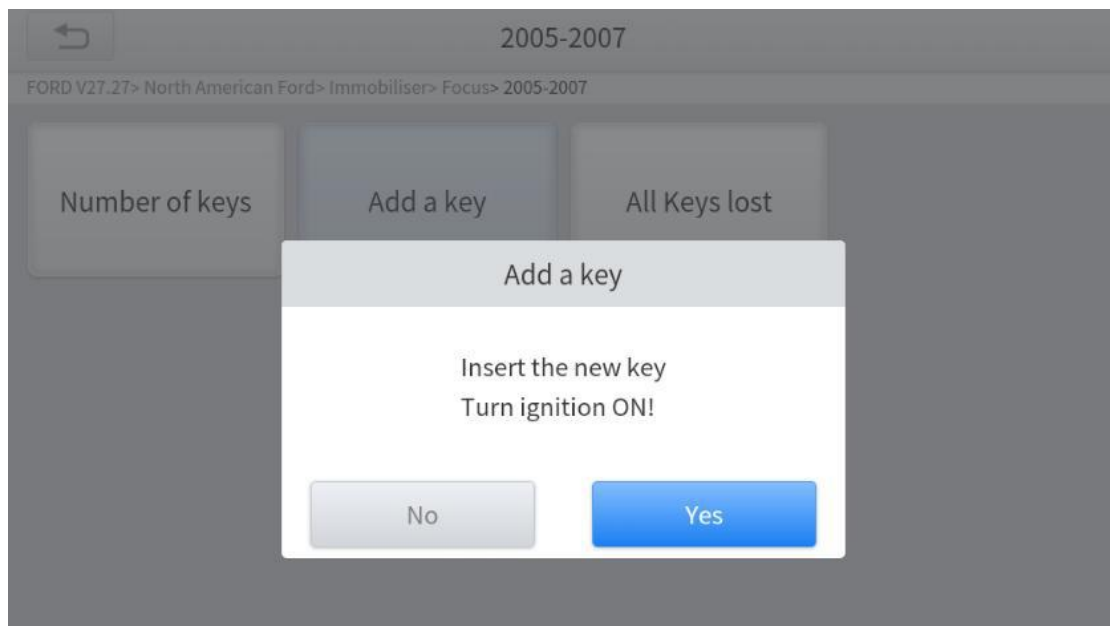 2005-2007
FORD V27.27> North American Ford> Immobiliser> Focus> 2005-2007
Number of keys
Add a key
All Keys lost
Add a key
Insert the new key
Turn ignition ON!
No
Yes